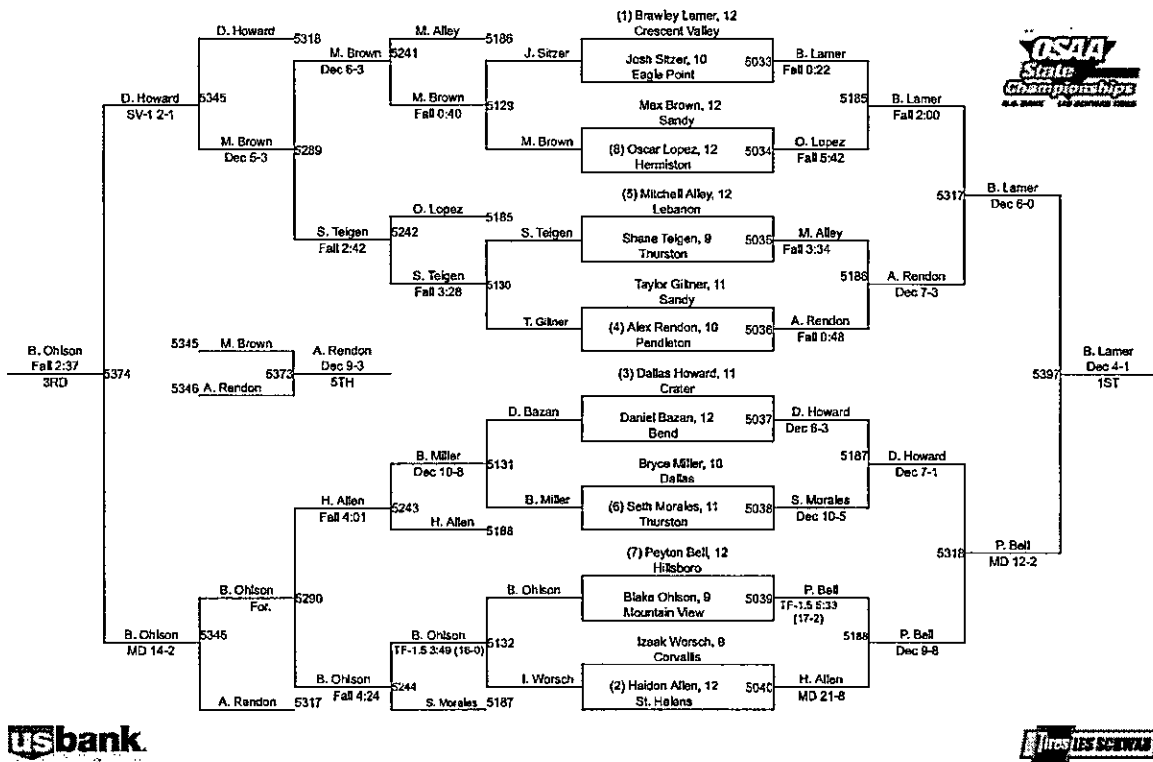 (1) Brawley Lamer, 12
Crescent Valley
Josh Sitzer, 10
Eagle Point
5033
Max Brown, 12
Sandy
(8) Oscar Lopez, 12
Hermiston
5034
(5) Mitchell Alley, 12
Lebanon
Shane Teigen, 9
Thurston
5035
Taylor Giltner, 11
Sandy
(4) Alex Rendon, 10
Pendleton
5036
(3) Dallas Howard, 11
Crater
Daniel Bazan, 12
Bend
5037
Bryce Miller, 10
Dallas
(6) Seth Morales, 11
Thurston
5038
(7) Peyton Bell, 12
Hillsboro
Blake Ohlson, 9
Mountain View
5039
Izaak Worsch, 
Corvallis
(2) Haidon Allen, 12
St. Helens
5040
B. Lamer
Fall 0:22
5185
O. Lopez
Fall 5:42
M. Alley
Fall 3:34
5186
A. Rendon
Fall 0:48
D. Howard
Dec 6-3
5187
S. Morales
Dec 10-5
P. Bell
TF-1.5 5:33
(17-2)
5188
H. Allen
MD 21-8
B. Lamer
Fall 2:00
5317
A. Rendon
Dec 7-3
D. Howard
Dec 7-1
5318
P. Bell
Dec 9-8
B. Lamer
Dec 6-0
5397
P. Bell
MD 12-2
B. Lamer
Dec 4-1
1ST
J. Sitzer
5129
M. Brown
S. Teigen
5130
T. Giltner
D. Bazan
5131
B. Miller
B. Ohlson
5132
I. Worsch
M. Alley
5186
5241
M. Brown
Fall 0:40
O. Lopez
5185
5242
S. Teigen
Fall 3:28
B. Miller
Dec 10-8
5243
H. Allen
5188
B. Ohlson
TF-1.5 3:49 (16-0)
5244
S. Morales
5187
M. Brown
Dec 6-3
5289
S. Teigen
Fall 2:42
H. Allen
Fall 4:01
5290
B. Ohlson
Fall 4:24
D. Howard
5318
5345
M. Brown
Dec 5-3
B. Ohlson
For.
5346
A. Rendon
5317
D. Howard
SV-1 2-1
5374
B. Ohlson
MD 14-2
B. Ohlson
Fall 2:37
3RD
5345
M. Brown
5373
5346
A. Rendon
A. Rendon
Dec 9-3
5TH
OSAA
State
Championships
U.S. BANK LES SCHWAB TIRES
usbank.
Tires LES SCHWAB